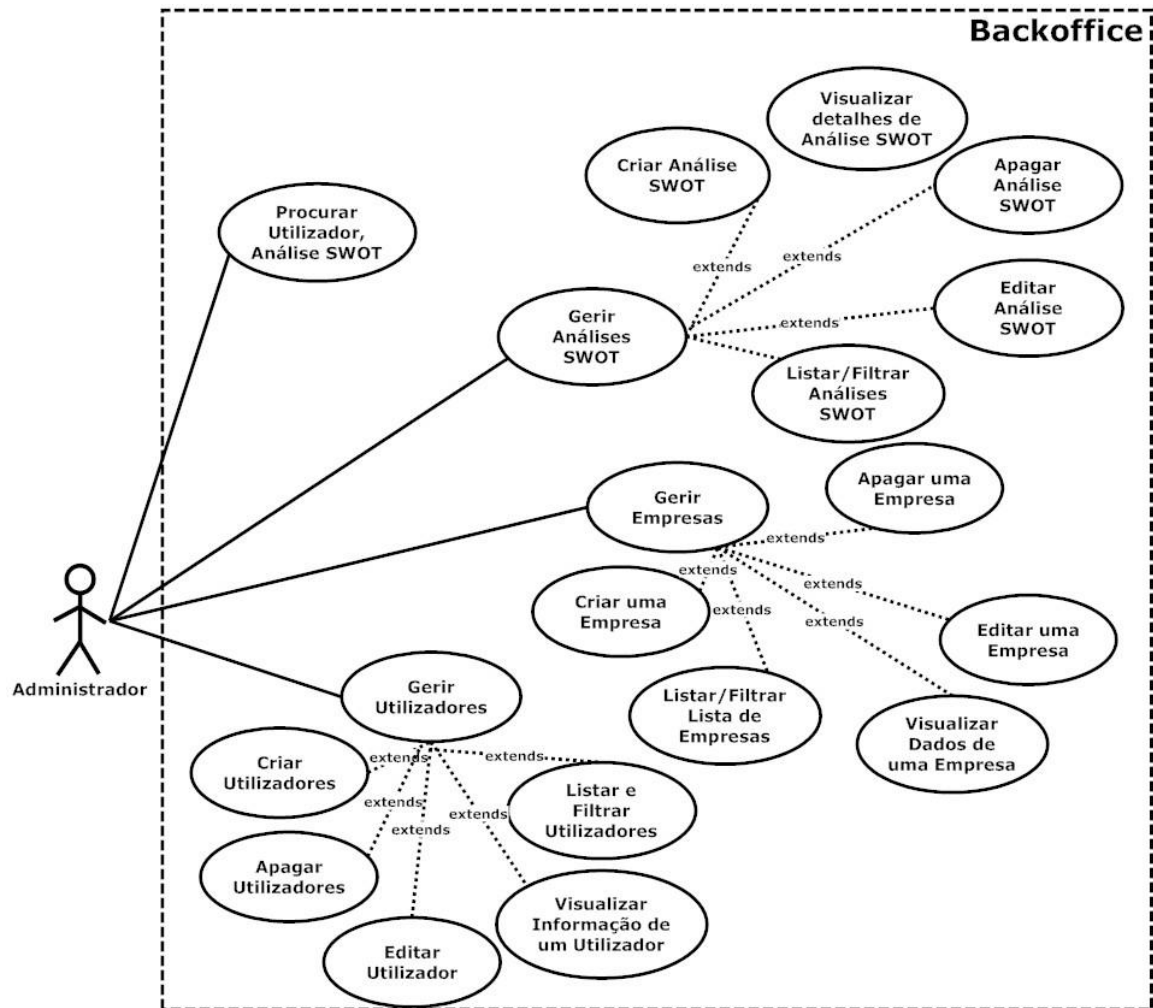 Backoffice
Visualizar
detalhes de
Análise SWOT
Criar Análise
SWOT
Apagar
Análise
SWOT
Procurar
Utilizador,
Análise SWOT
extends
extends
Editar
Análise
SWOT
Gerir
Análises
SWOT
extends
Listar/Filtrar
Análises
SWOT
Apagar uma
Empresa
Gerir
Empresas
extends
extends
extends
Criar uma
Empresa
extends
extends
Editar uma
Empresa
Administrador
Gerir
Utilizadores
Listar/Filtrar
Lista de
Empresas
Visualizar
Dados de
uma Empresa
Criar
Utilizadores
extends
extends
Listar e
Filtrar
Utilizadores
extends
extends
extends
Apagar
Utilizadores
Visualizar
Informação de
um Utilizador
Editar
Utilizador